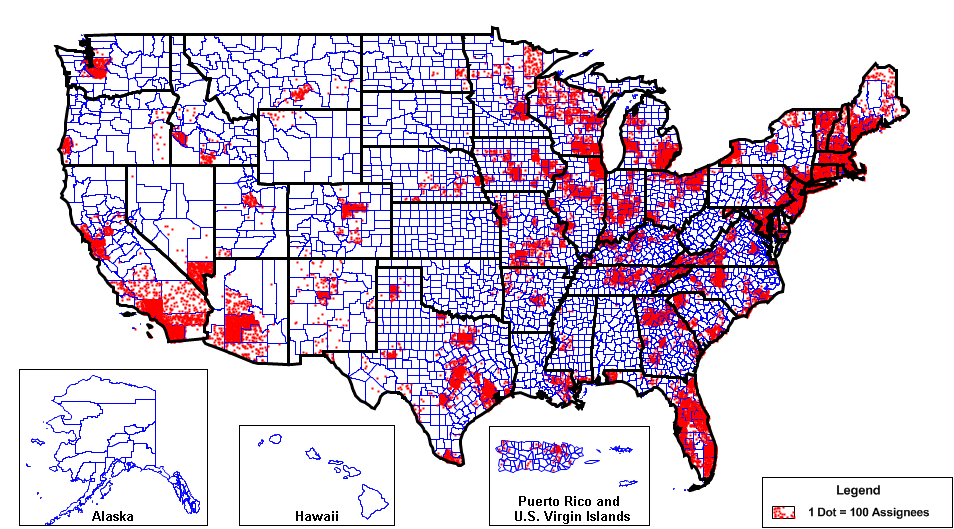 Alaska
Hawaii
Puerto Rico and
U.S. Virgin Islands
Legend
1 Dot = 100 Assignees